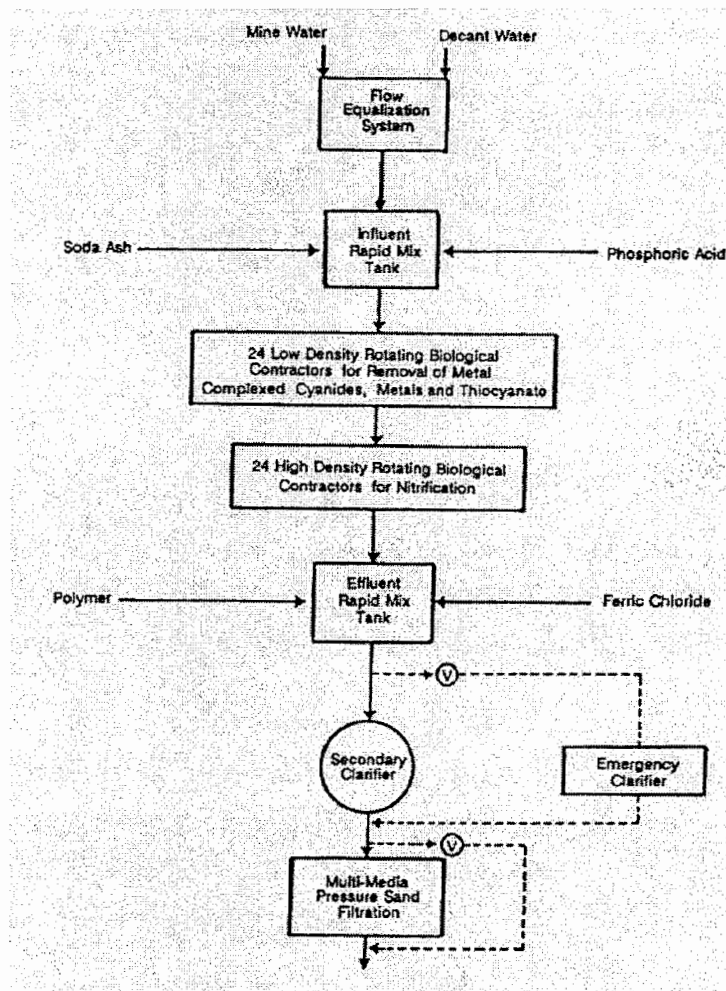 Mine Water
Decant Water
Flow
Equalization
System
Soda Ash
Influent
Rapid Mix
Tank
Phosphoric Acid
24 Low Density Rotating Biological
Contractors for Removal of Metal
Complexed Cyanides, Metals and Thiocyanato
24 High Density Rotating Biological
Contractors for Nitrification
Polymer
Effluent
Rapid Mix
Tank
Ferric Chloride
V
Secondary
Clarifier
Emergency
Clarifier
V
Multi-Media
Pressure Sand
Filtration